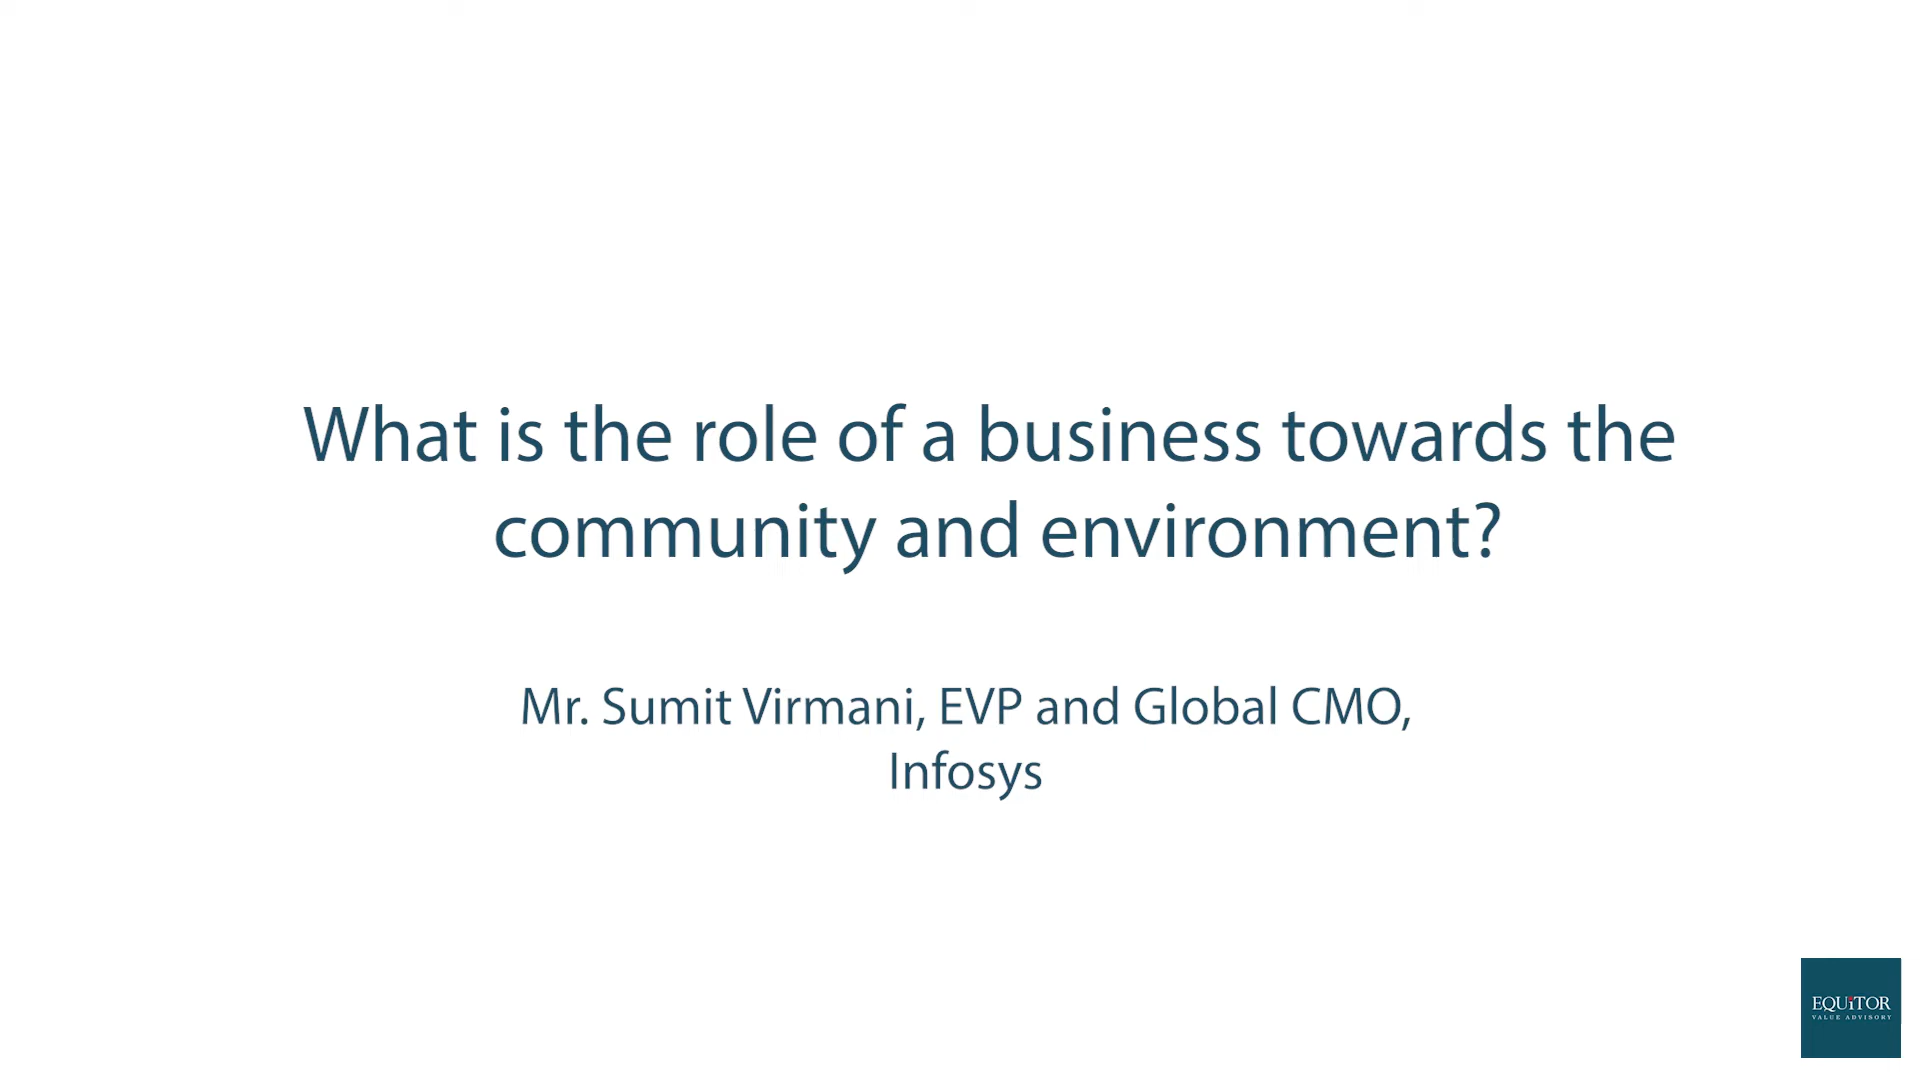 What is the role of a business towards the
community and environment?
Mr. Sumit Virmani, EVP and Global CMO,
Infosys
EQUiTOR
VALUE ADVISORY